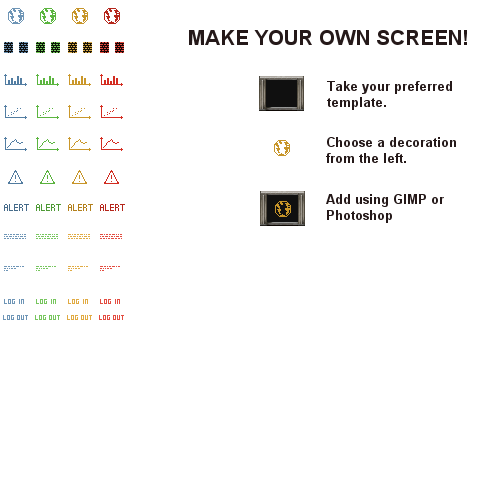 MAKE YOUR OWN SCREEN!
Take your preferred
template.
Choose a decoration
from the left.
Add using GIMP or
Photoshop
ALERT ALERT ALERT ALERT
LOG IN LOG IN LOG IN LOG IN
LOG OUT LOG OUT LOG OUT LOG OUT